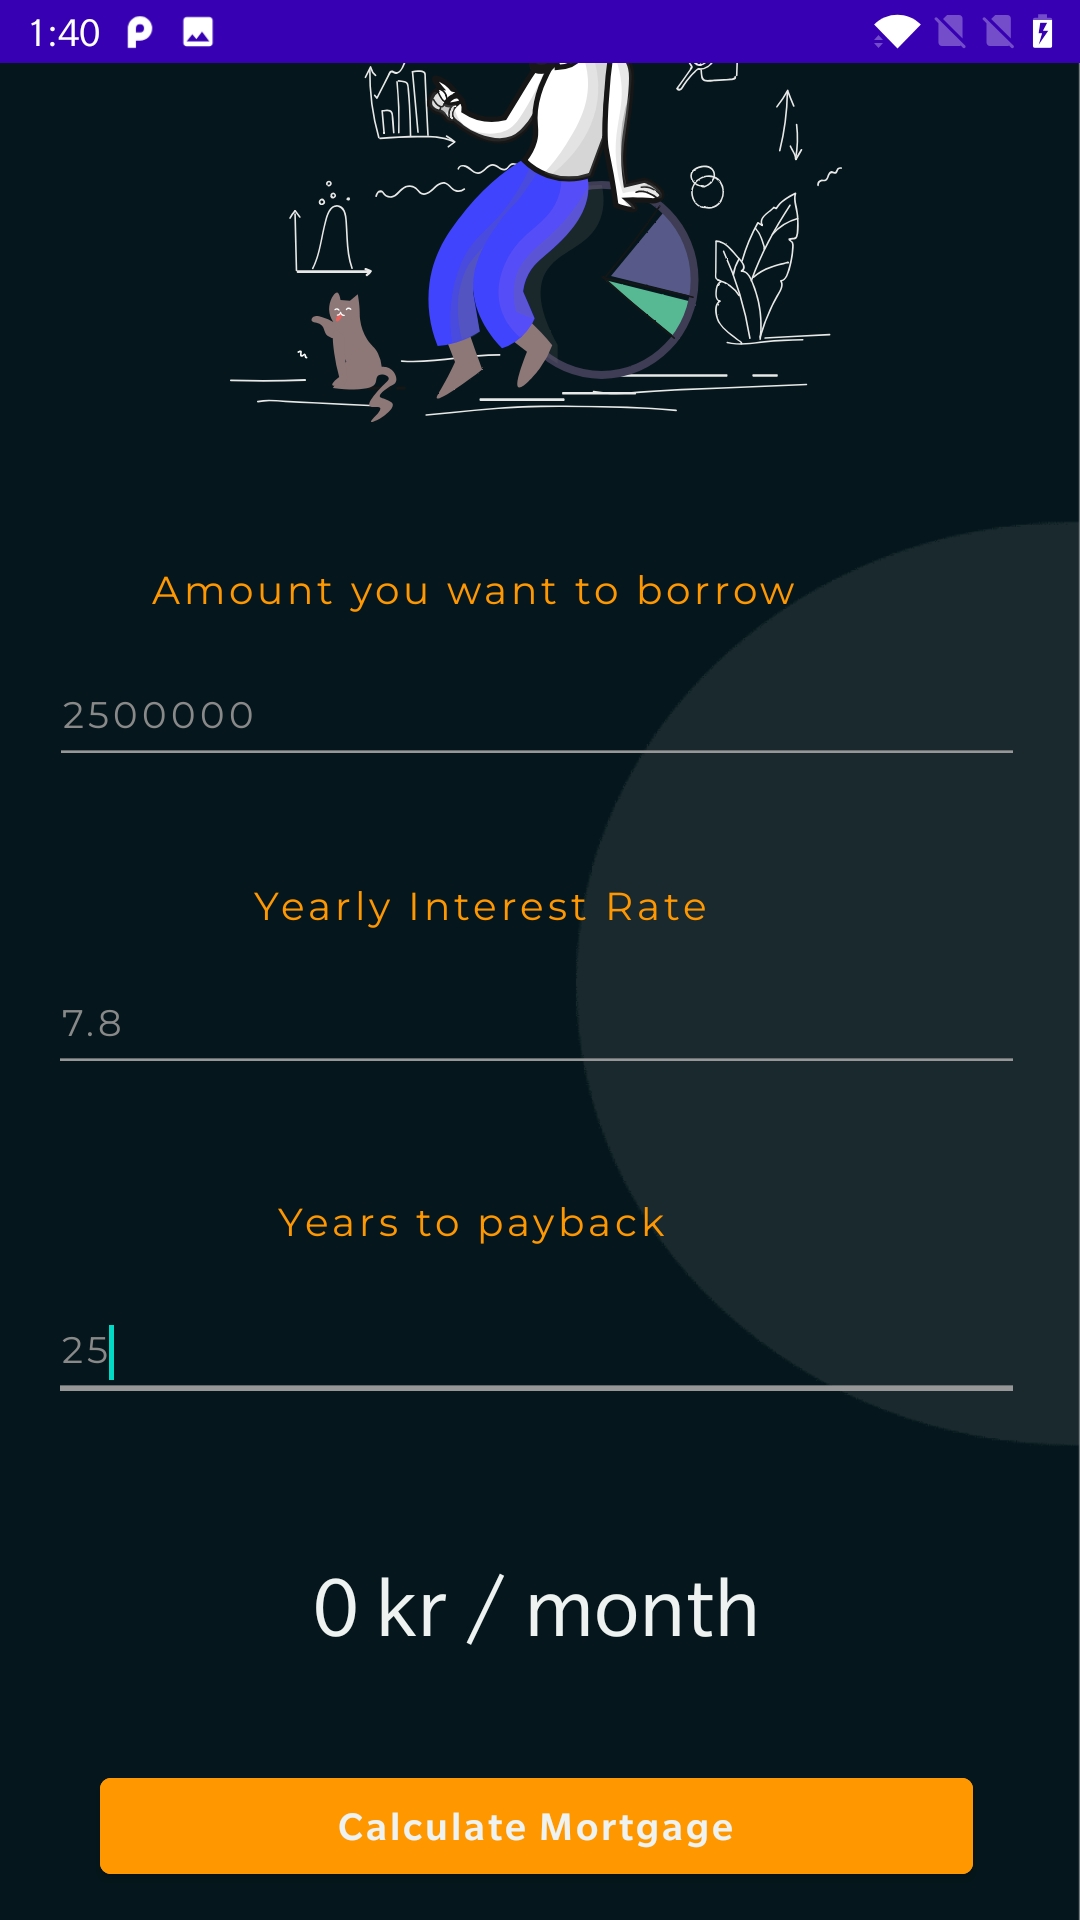 1:40
Amount you want to borrow
2500000
Yearly Interest Rate
7.8
Years to payback
25
0 kr / month
Calculate Mortgage